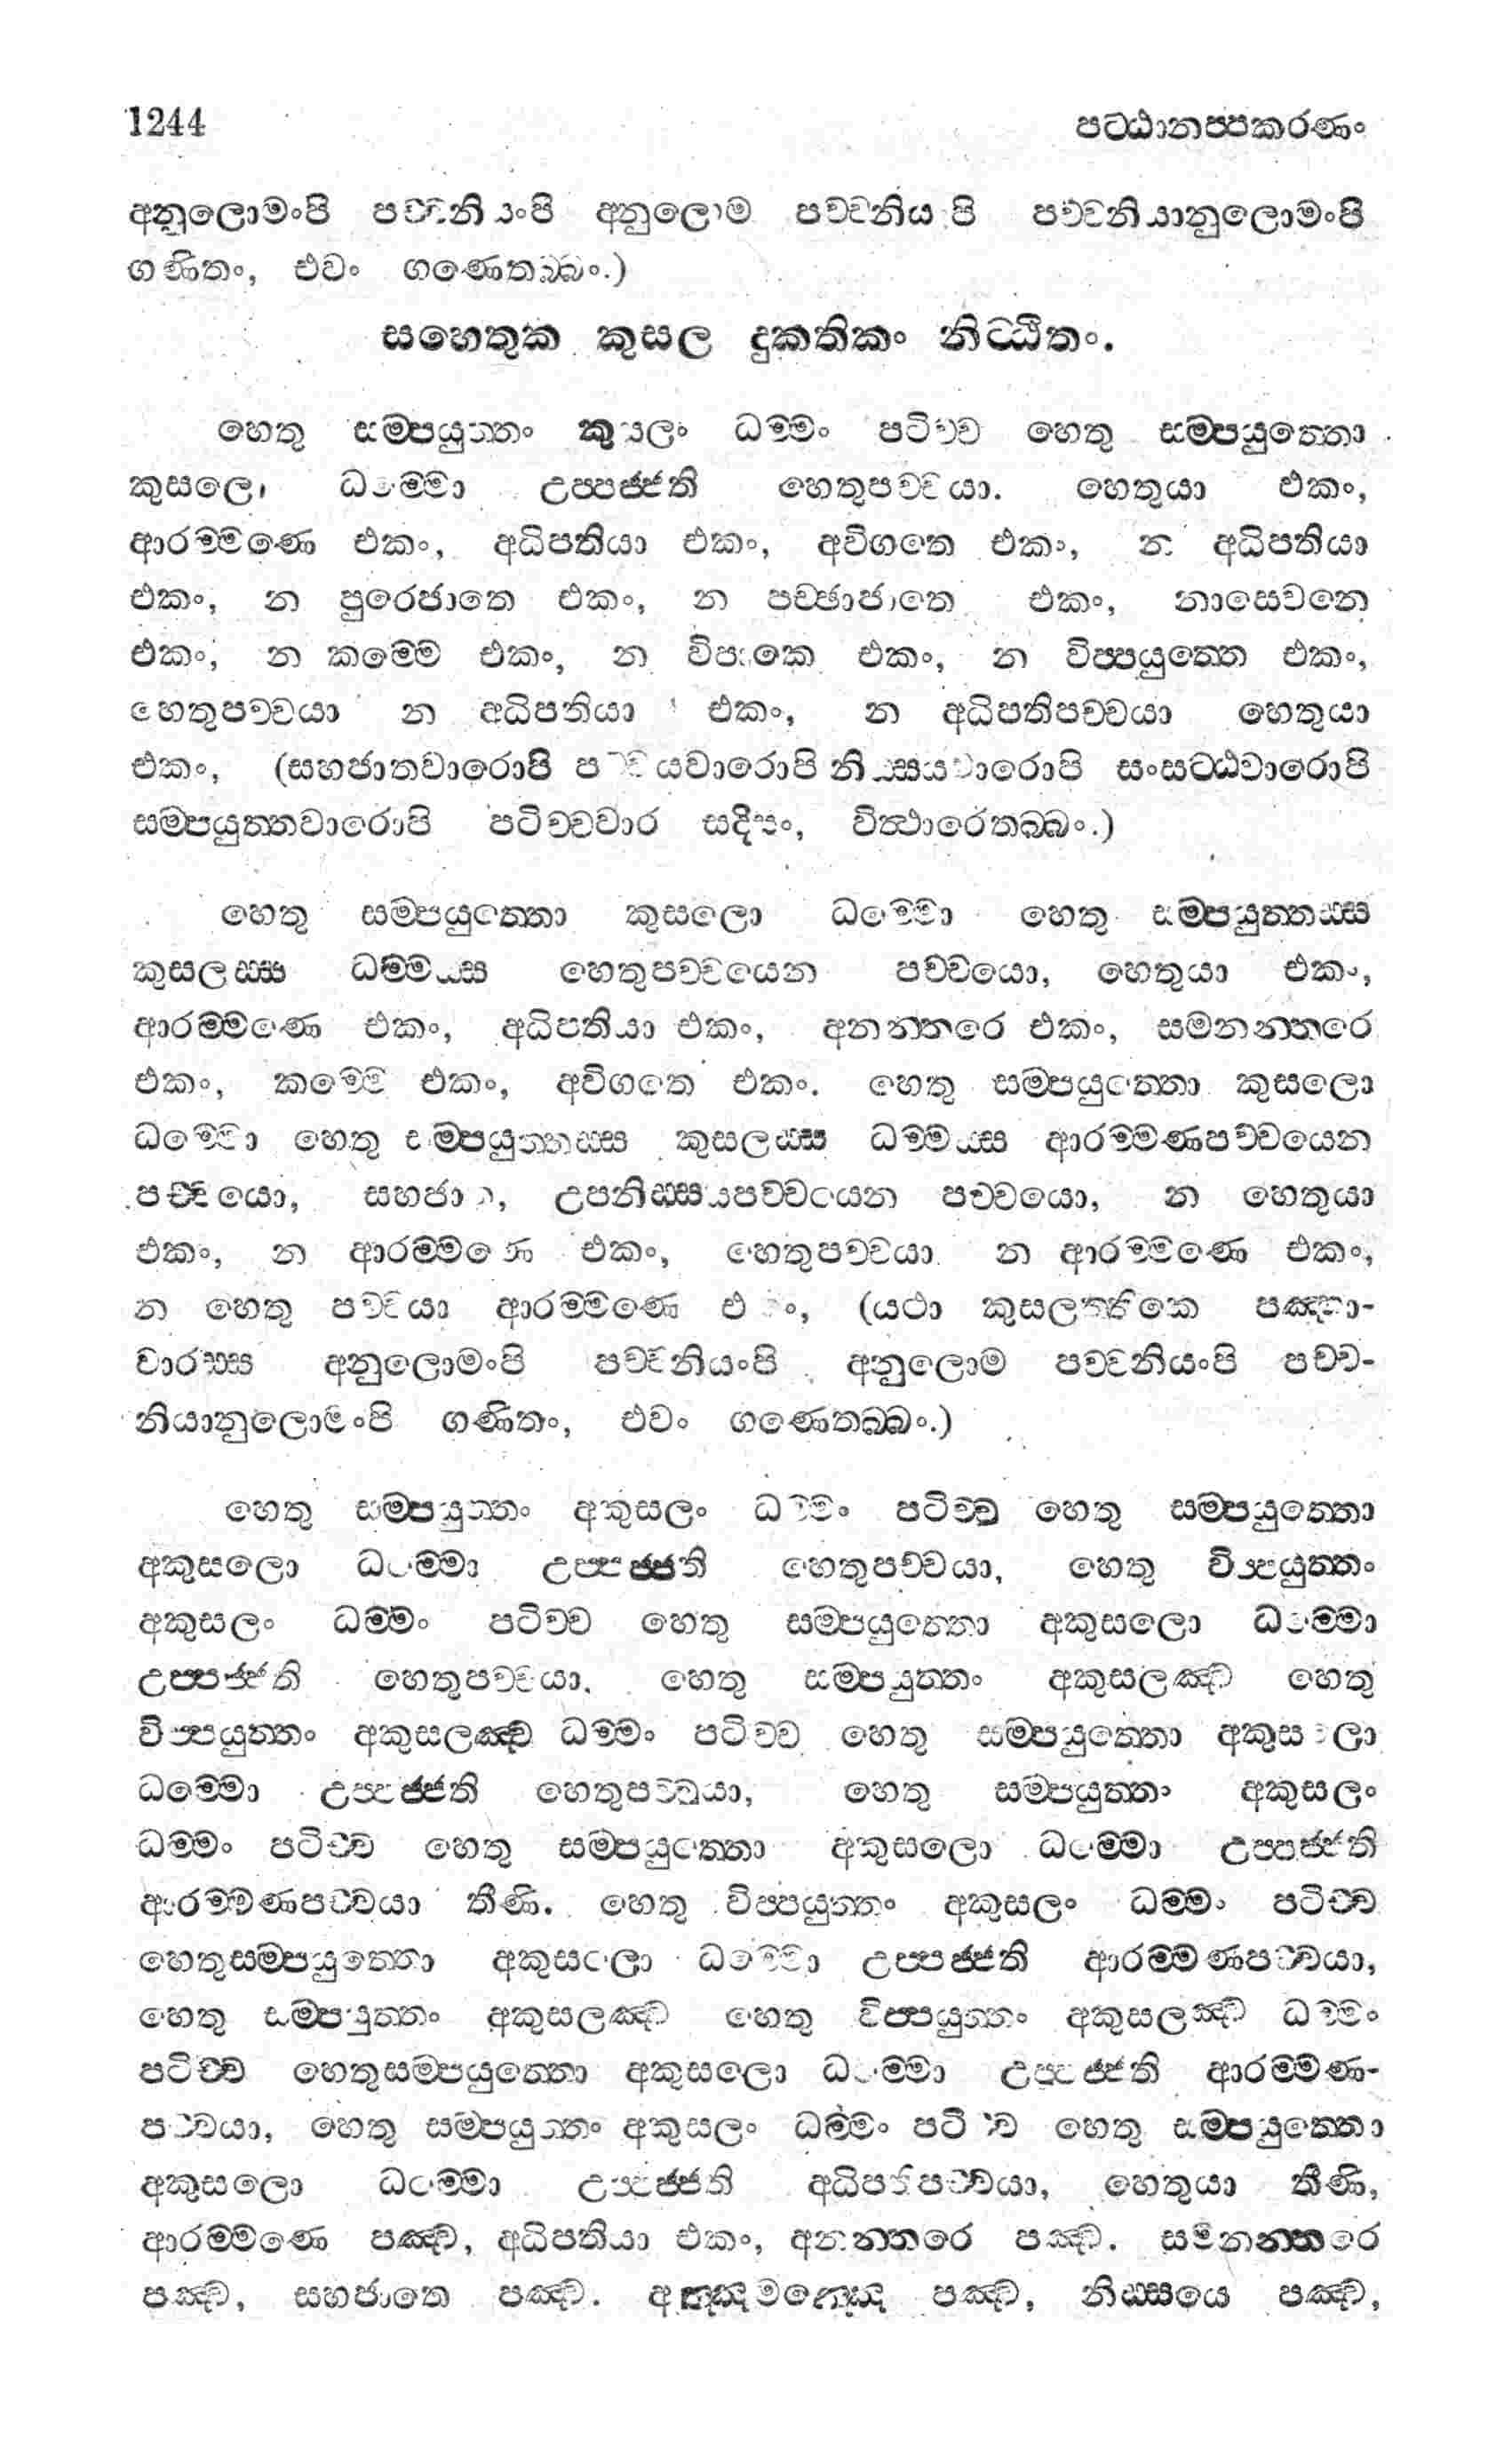 1244 පට්ඨානප්පකරණං
අනුලොමංපි පච්චනියංපි අනුලොම පච්චනියංපි පච්චනියානුලොමංපි
ගණිතං, එවං ගණෙතබ්බං.)
සහෙතුක කුසල දුකතිකං නිට්ඨිතං.
හෙතු සම්පයුත්තං කුසලං ධම්මං පටිච්ච හෙතු සම්පයුත්තො
කුසලො ධම්මො උප්පජ්ජති හෙතුපච්චයා. හෙතුයා එකං,
ආරම්මණෙ එකං, අධිපතියා එකං, අවිගතෙ එකං, න අධිපතියා
එකං, න පුරෙජාතෙ එකං, න පච්ඡාජාතෙ එකං, නාසෙවනෙ
එකං, න කම්මෙ එකං, න විපාකෙ එකං, න විප්පයුත්තෙ එකං,
හෙතුපච්චයා න අධිපතියා එකං, න අධිපතිපච්චයා හෙතුයා
එකං, (සහජාතවාරොපි පච්චයවාරොපි නිස්සයවාරොපි සංසට්ඨවාරොපි
සම්පයුත්තවාරොපි පටිච්චවාර සදිසං, විත්ථාරෙතබ්බං.)
හෙතු සම්පයුත්තො කුසලො ධම්මො හෙතු සම්පයුත්තස්ස
කුසලස්ස ධම්මස්ස හෙතුපච්චයෙන පච්චයො, හෙතුයා එකං,
ආරම්මණෙ එකං, අධිපතියා එකං, අනන්තරෙ එකං, සමනන්තරෙ
එකං, කම්මෙ එකං, අවිගතෙ එකං. හෙතු සම්පයුත්තො කුසලො
ධම්මො හෙතු සම්පයුත්තස්ස කුසලස්ස ධම්මස්ස ආරම්මණපච්චයෙන
පච්චයො, සහජාත, උපනිස්සයපච්චයෙන පච්චයො, න හෙතුයා
එකං, න ආරම්මණෙ එකං, හෙතුපච්චයා න ආරම්මණෙ එකං,
න හෙතු පච්චයා ආරම්මණෙ එකං, (යථා කුසලත්තිකෙ පඤ්හා-
වාරස්ස අනුලොමංපි පච්චනියංපි අනුලොම පච්චනියංපි පච්ච-
නියානුලොමංපි ගණිතං, එවං ගණෙතබ්බං.)
හෙතු සම්පයුත්තං අකුසලං ධම්මං පටිච්ච හෙතු සම්පයුත්තො
අකුසලො ධම්මො උප්පජ්ජති හෙතුපච්චයා, හෙතු විප්පයුත්තං
අකුසලං ධම්මං පටිච්ච හෙතු සම්පයුත්තො අකුසලො ධම්මො
උප්පජ්ජති හෙතුපච්චයා. හෙතු සම්පයුත්තං අකුසලඤ්ච හෙතු
විප්පයුත්තං අකුසලඤ්ච ධම්මං පටිච්ච හෙතු සම්පයුත්තො අකුසලො
ධම්මො උප්පජ්ජති හෙතුපච්චයා, හෙතු සම්පයුත්තං අකුසලං
ධම්මං පටිච්ච හෙතු සම්පයුත්තො අකුසලො ධම්මො උප්පජ්ජති
ආරම්මණපච්චයා තීණි. හෙතු විප්පයුත්තං අකුසලං ධම්මං පටිච්ච
හෙතුසම්පයුත්තො අකුසලො ධම්මො උප්පජ්ජති ආරම්මණපච්චයා,
හෙතු සම්පයුත්තං අකුසලඤ්ච හෙතු විප්පයුත්තං අකුසලඤ්ච ධම්මං
පටිච්ච හෙතුසම්පයුත්තො අකුසලො ධම්මො උප්පජ්ජති ආරම්මණ-
පච්චයා, හෙතු සම්පයුත්තං අකුසලං ධම්මං පටිච්ච හෙතු සම්පයුත්තො
අකුසලො ධම්මො උප්පජ්ජති අධිපතිපච්චයා, හෙතුයා තීණි,
ආරම්මණෙ පඤ්ච, අධිපතියා එකං, අනන්තරෙ පඤ්ච. සමනන්තරෙ
පඤ්ච, සහජාතෙ පඤ්ච. අඤ්ඤමඤ්ඤෙ පඤ්ච, නිස්සයෙ පඤ්ච,